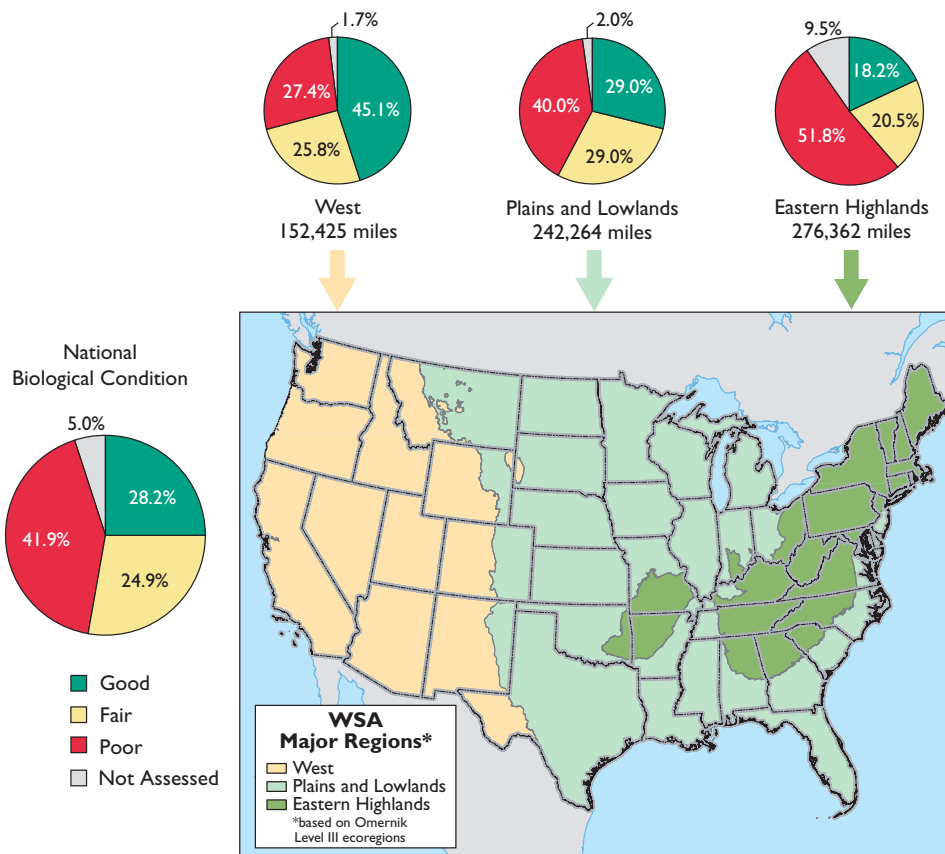 1.7%
27.4%
45.1%
25.8%
West
152,425 miles
2.0%
40.0%
29.0%
29.0%
Plains and Lowlands
242,264 miles
9.5%
18.2%
51.8%
20.5%
Eastern Highlands
276,362 miles
National
Biological Condition
5.0%
41.9%
28.2%
24.9%
Good
Fair
Poor
Not Assessed
WSA
Major Regions*
West
Plains and Lowlands
Eastern Highlands
*based on Omernik
Level III ecoregions